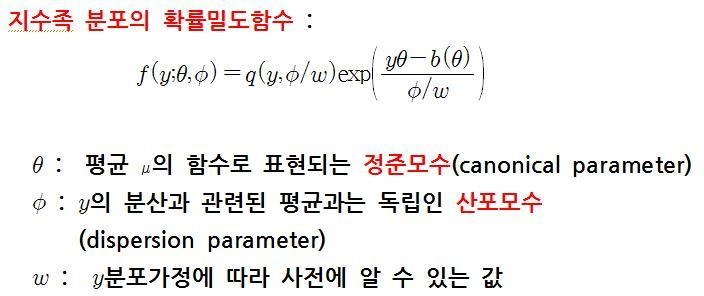 지수족 분포의 확률밀도함수 :
f(y;θ,ϕ)=q(y,ϕ/w)exp((yθ−b(θ))/(ϕ/w))
θ : 평균 μ의 함수로 표현되는 정준모수(canonical parameter)
ϕ : y의 분산과 관련된 평균과는 독립인 산포모수
(dispersion parameter)
w : y분포가정에 따라 사전에 알 수 있는 값